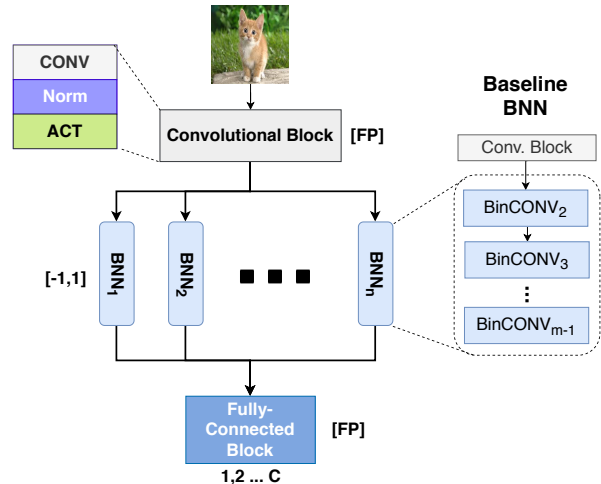 CONV
Norm
ACT
Convolutional Block
[FP]
Baseline
BNN
Conv. Block
BinCONV2
BinCONV3
BinCONVm-1
[-1,1]
BNN1
BNN2
BNNn
Fully-
Connected
Block
[FP]
1,2 ... C